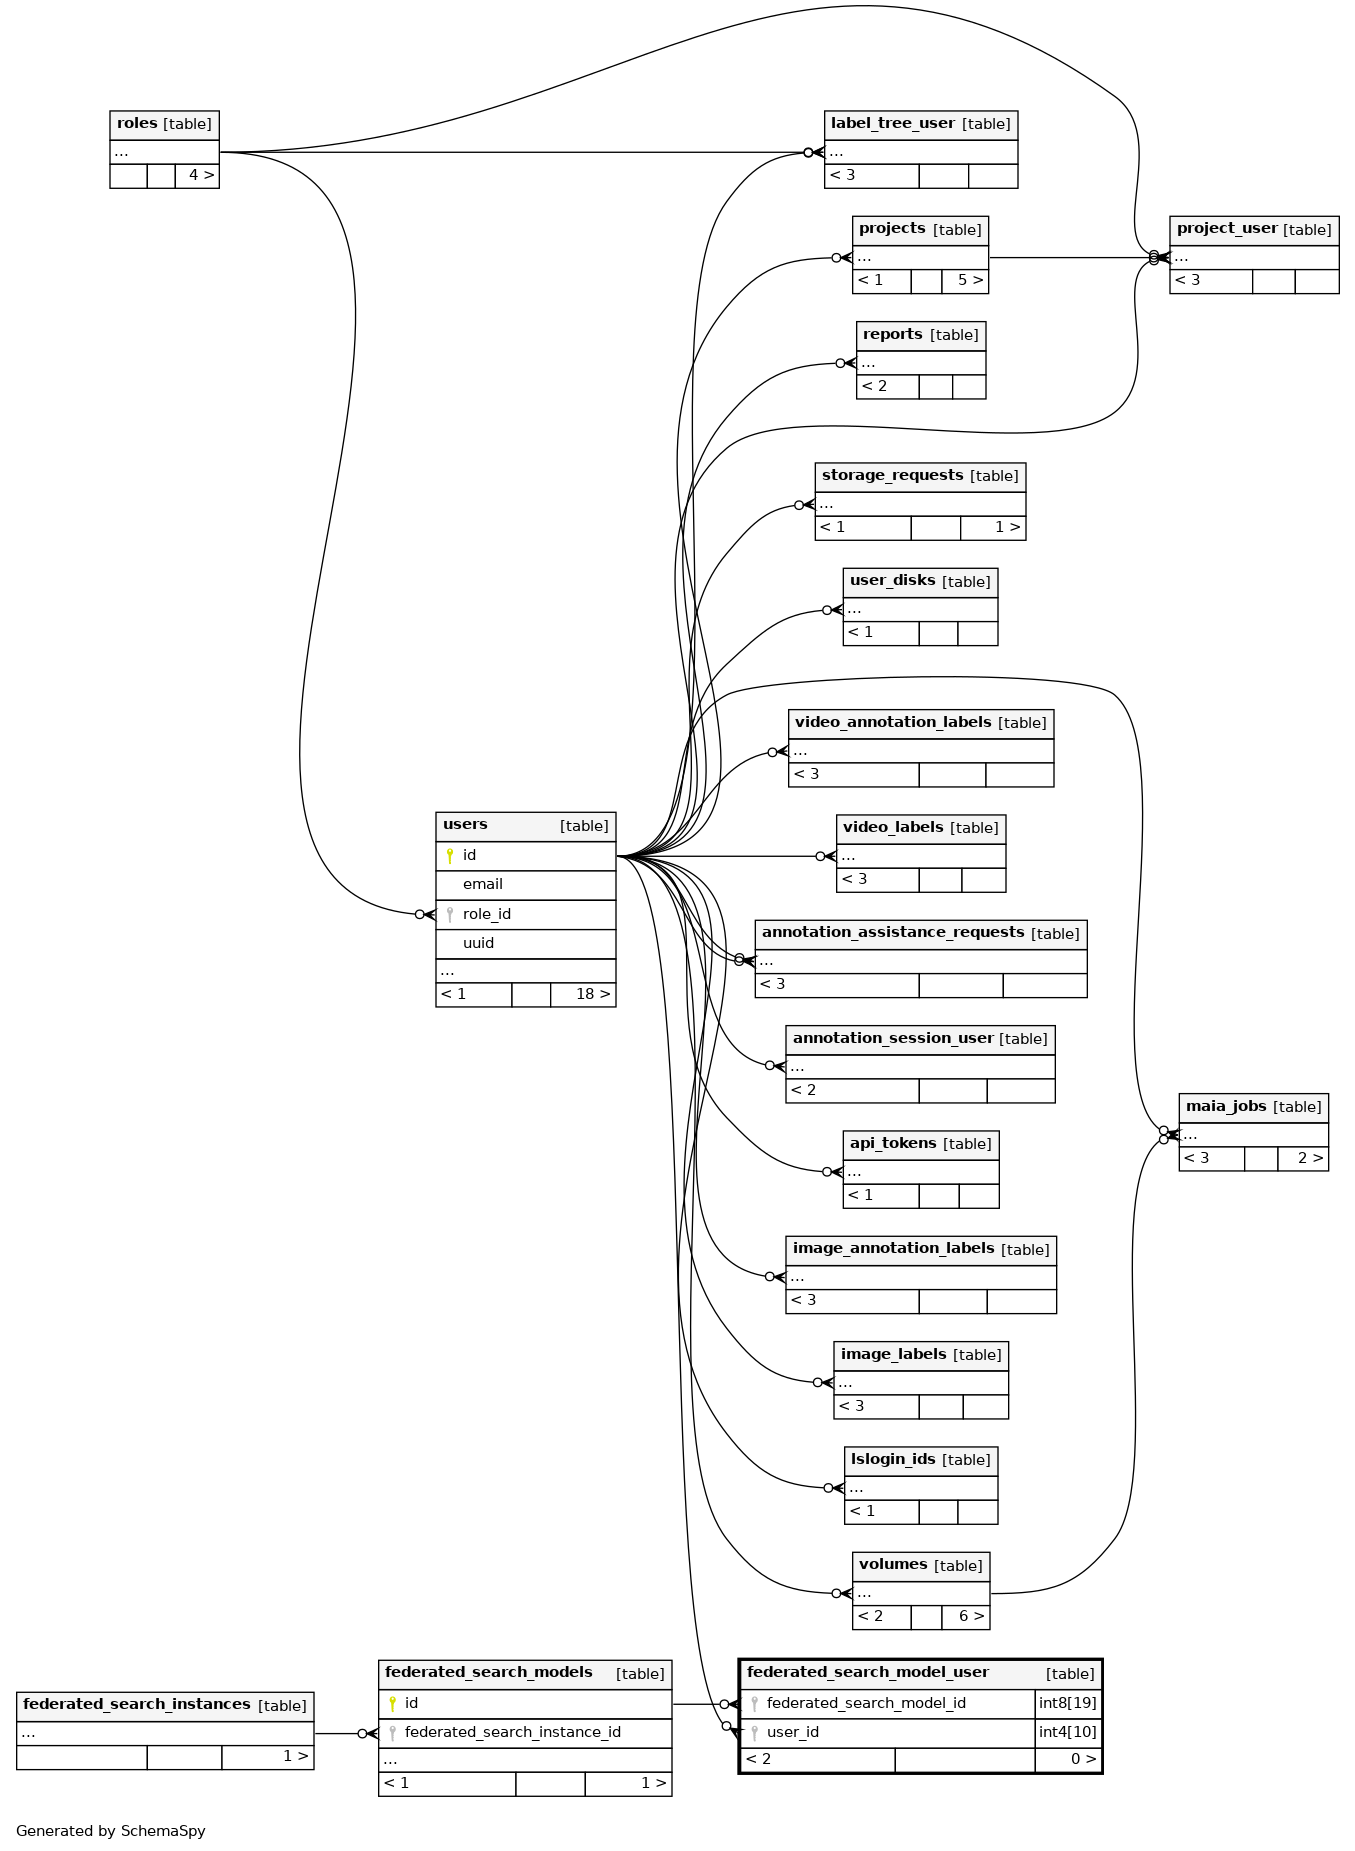 roles [table]
...
4 >
label_tree_user [table]
...
< 3
projects [table]
...
< 1 5 >
project_user [table]
...
< 3
reports [table]
...
< 2
storage_requests [table]
...
< 1 1 >
user_disks [table]
...
< 1
video_annotation_labels [table]
...
< 3
users [table]
id
email
role_id
uuid
...
< 1 18 >
video_labels [table]
...
< 3
annotation_assistance_requests [table]
...
< 3
annotation_session_user [table]
...
< 2
maia_jobs [table]
...
< 3 2 >
api_tokens [table]
...
< 1
image_annotation_labels [table]
...
< 3
image_labels [table]
...
< 3
lslogin_ids [table]
...
< 1
volumes [table]
...
< 2 6 >
federated_search_instances [table]
...
1 >
federated_search_models [table]
id
federated_search_instance_id
...
< 1 1 >
federated_search_model_user [table]
federated_search_model_id int8[19]
user_id int4[10]
< 2 0 >
Generated by SchemaSpy